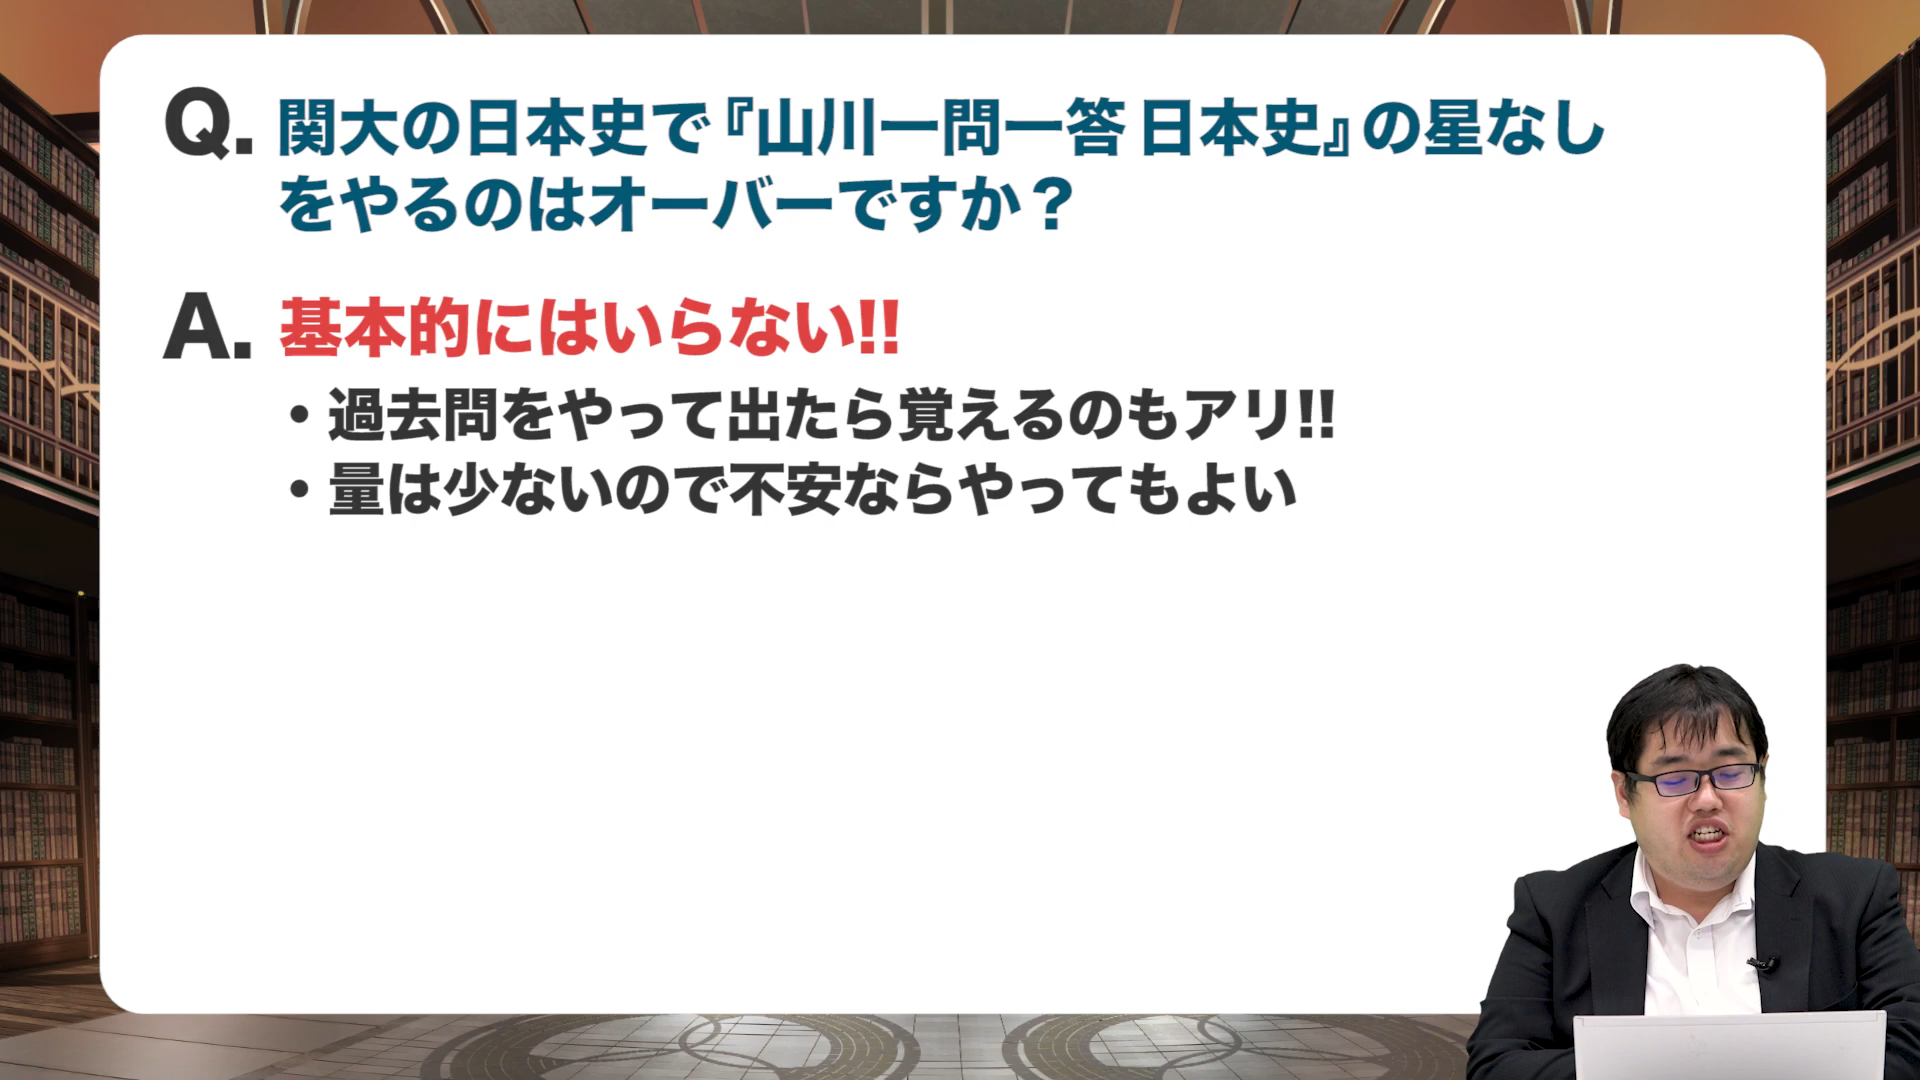 Q. 関大の日本史で『山川一問一答 日本史』の星なし
をやるのはオーバーですか？
A. 基本的にはいらない!!
・過去問をやって出たら覚えるのもアリ!!
・量は少ないので不安ならやってもよい